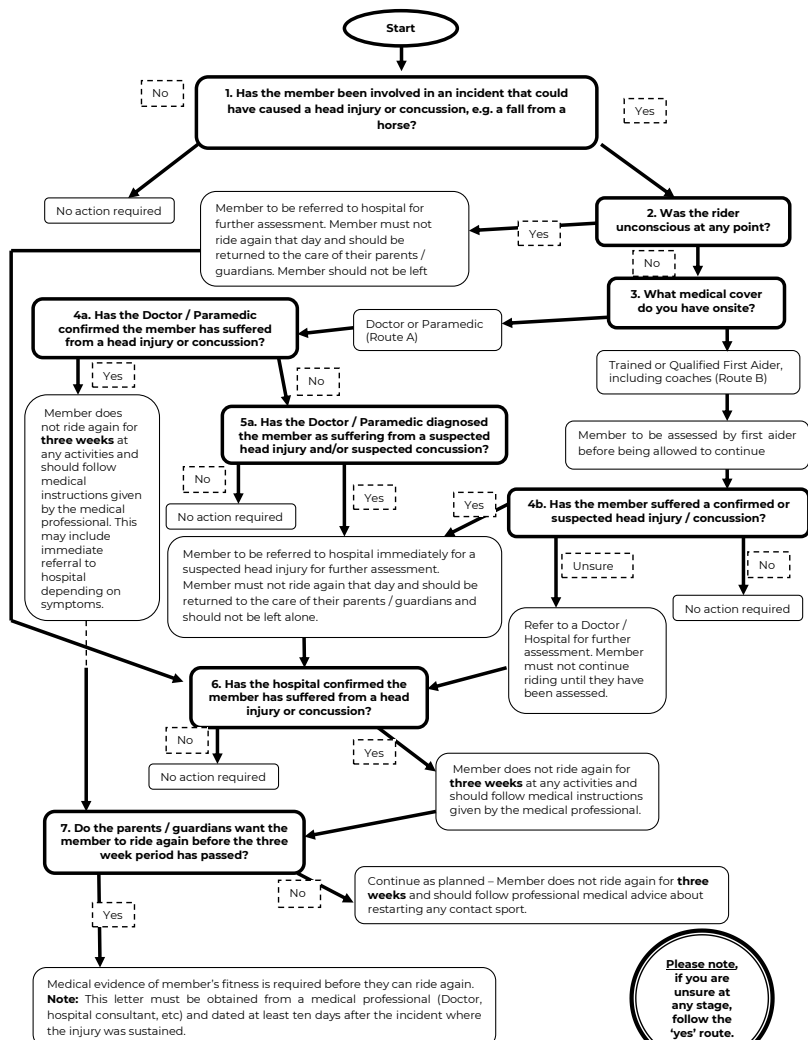 Start
No
1. Has the member been involved in an incident that could
have caused a head injury or concussion, e.g. a fall from a
horse?
Yes
No action required
Member to be referred to hospital for
further assessment. Member must not
ride again that day and should be
returned to the care of their parents /
guardians. Member should not be left
Yes
2. Was the rider
unconscious at any point?
No
3. What medical cover
do you have onsite?
Doctor or Paramedic
(Route A)
4a. Has the Doctor / Paramedic
confirmed the member has suffered
from a head injury or concussion?
Trained or Qualified First Aider,
including coaches (Route B)
Yes
No
Member does
not ride again for
three weeks at
any activities and
should follow
medical
instructions given
by the medical
professional. This
may include
immediate
referral to
hospital
depending on
symptoms.
5a. Has the Doctor / Paramedic diagnosed
the member as suffering from a suspected
head injury and/or suspected concussion?
Member to be assessed by first aider
before being allowed to continue
No
Yes
Yes
No action required
4b. Has the member suffered a confirmed or
suspected head injury / concussion?
Member to be referred to hospital immediately for a
suspected head injury for further assessment.
Member must not ride again that day and should be
returned to the care of their parents / guardians and
should not be left alone.
Unsure
No
No action required
Refer to a Doctor /
Hospital for further
assessment. Member
must not continue
riding until they have
been assessed.
6. Has the hospital confirmed the
member has suffered from a head
injury or concussion?
No
Yes
No action required
Member does not ride again for
three weeks at any activities and
should follow medical instructions
given by the medical professional.
7. Do the parents / guardians want the
member to ride again before the three
week period has passed?
No
Continue as planned – Member does not ride again for three
weeks and should follow professional medical advice about
restarting any contact sport.
Yes
Medical evidence of member's fitness is required before they can ride again.
Note: This letter must be obtained from a medical professional (Doctor,
hospital consultant, etc) and dated at least ten days after the incident where
the injury was sustained.
Please note,
if you are
unsure at
any stage,
follow the
'yes' route.